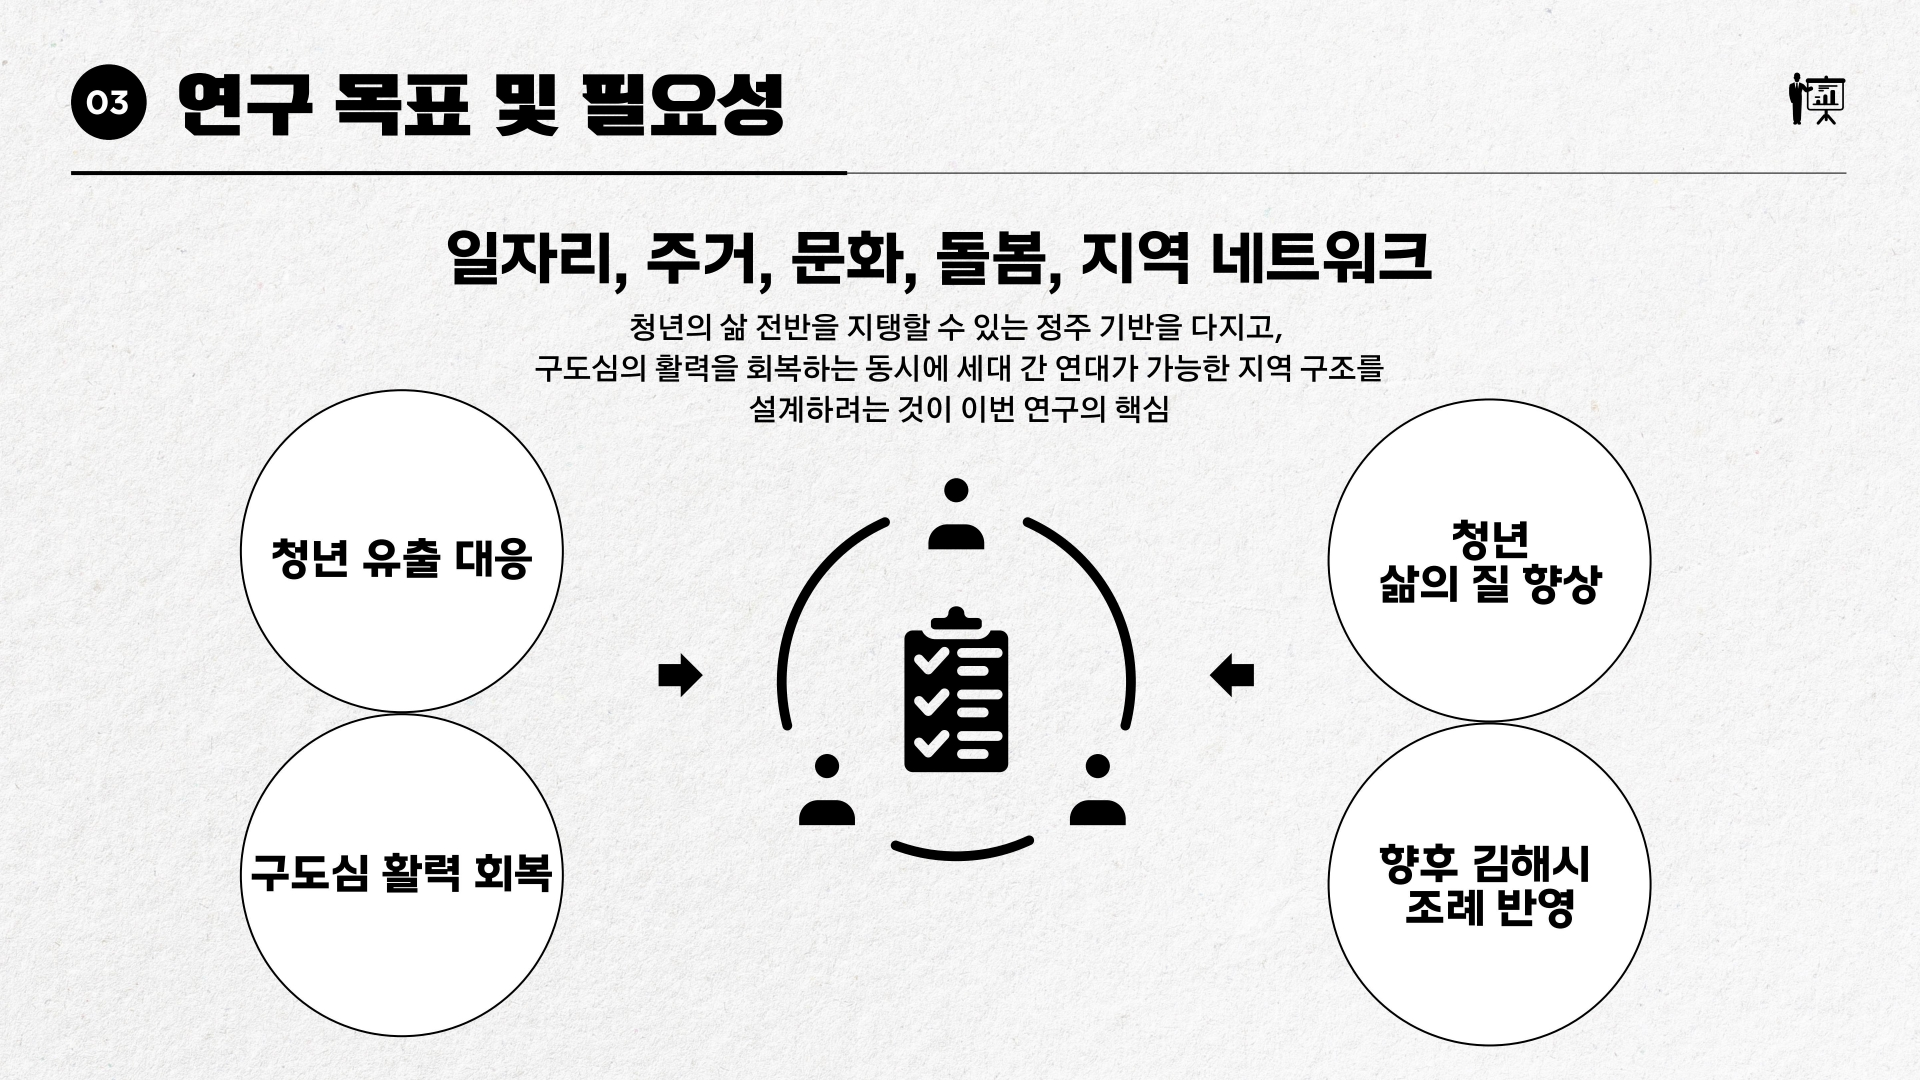 03
연구 목표 및 필요성
일자리, 주거, 문화, 돌봄, 지역 네트워크
청년의 삶 전반을 지탱할 수 있는 정주 기반을 다지고,
구도심의 활력을 회복하는 동시에 세대 간 연대가 가능한 지역 구조를
설계하려는 것이 이번 연구의 핵심
청년 유출 대응
구도심 활력 회복
청년
삶의 질 향상
향후 김해시
조례 반영